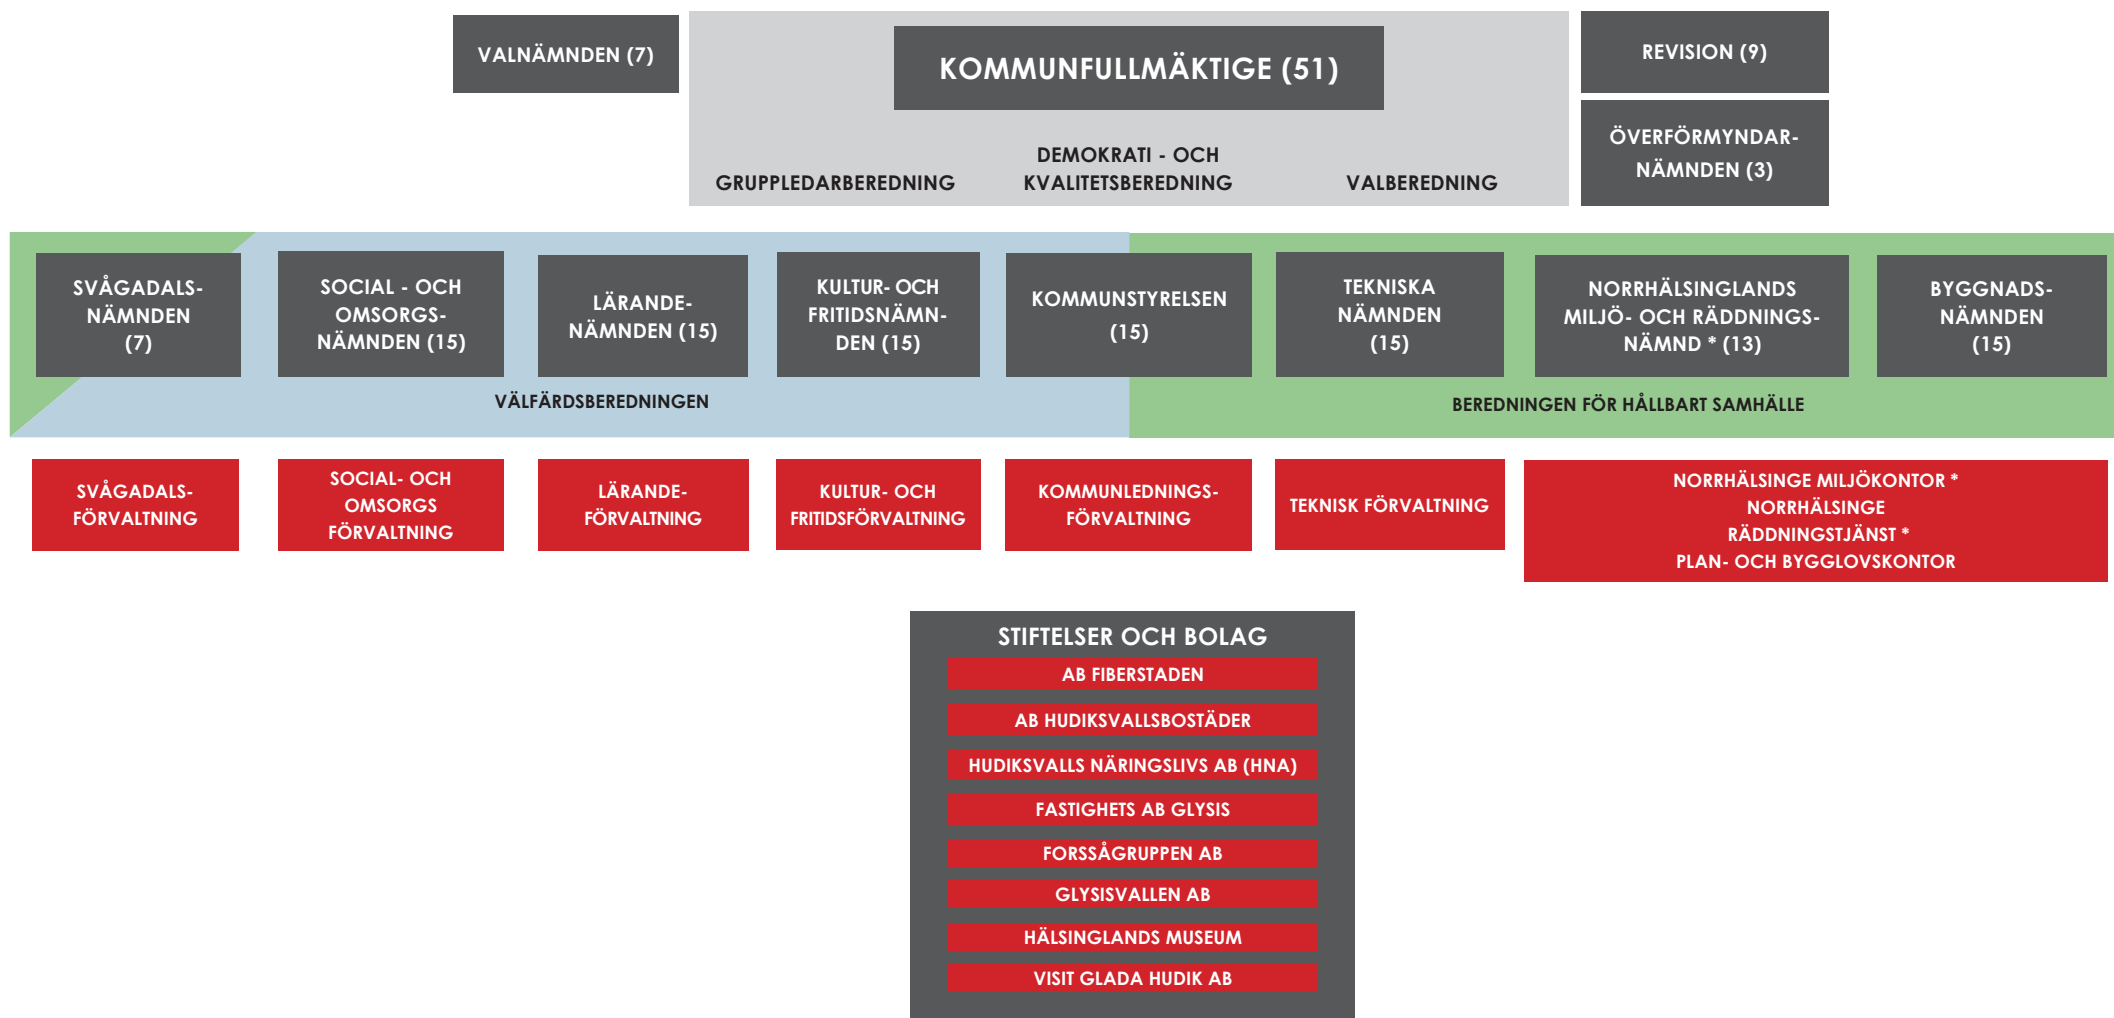 VALNÄMNDEN (7)
KOMMUNFULLMÄKTIGE (51)
REVISION (9)
ÖVERFÖRMYNDAR-
NÄMNDEN (3)
GRUPPLEDARBEREDNING
DEMOKRATI - OCH
KVALITETSBEREDNING
VALBEREDNING
SVÅGADALS-
NÄMNDEN
(7)
SOCIAL - OCH
OMSORGS-
NÄMNDEN (15)
LÄRANDE-
NÄMNDEN (15)
KULTUR- OCH
FRITIDSNÄMN-
DEN (15)
KOMMUNSTYRELSEN
(15)
TEKNISKA
NÄMNDEN
(15)
NORRHÄLSINGLANDS
MILJÖ- OCH RÄDDNINGS-
NÄMND * (13)
BYGGNADS-
NÄMNDEN
(15)
VÄLFÄRDSBEREDNINGEN
BEREDNINGEN FÖR HÅLLBART SAMHÄLLE
SVÅGADALS-
FÖRVALTNING
SOCIAL- OCH
OMSORGS
FÖRVALTNING
LÄRANDE-
FÖRVALTNING
KULTUR- OCH
FRITIDSFÖRVALTNING
KOMMUNLEDNINGS-
FÖRVALTNING
TEKNISK FÖRVALTNING
NORRHÄLSINGE MILJÖKONTOR *
NORRHÄLSINGE
RÄDDNINGSTJÄNST *
PLAN- OCH BYGGLOVSKONTOR
STIFTELSER OCH BOLAG
AB FIBERSTADEN
AB HUDIKSVALLSBOSTÄDER
HUDIKSVALLS NÄRINGSLIVS AB (HNA)
FASTIGHETS AB GLYSIS
FORSSÅGRUPPEN AB
GLYSISVALLEN AB
HÄLSINGLANDS MUSEUM
VISIT GLADA HUDIK AB